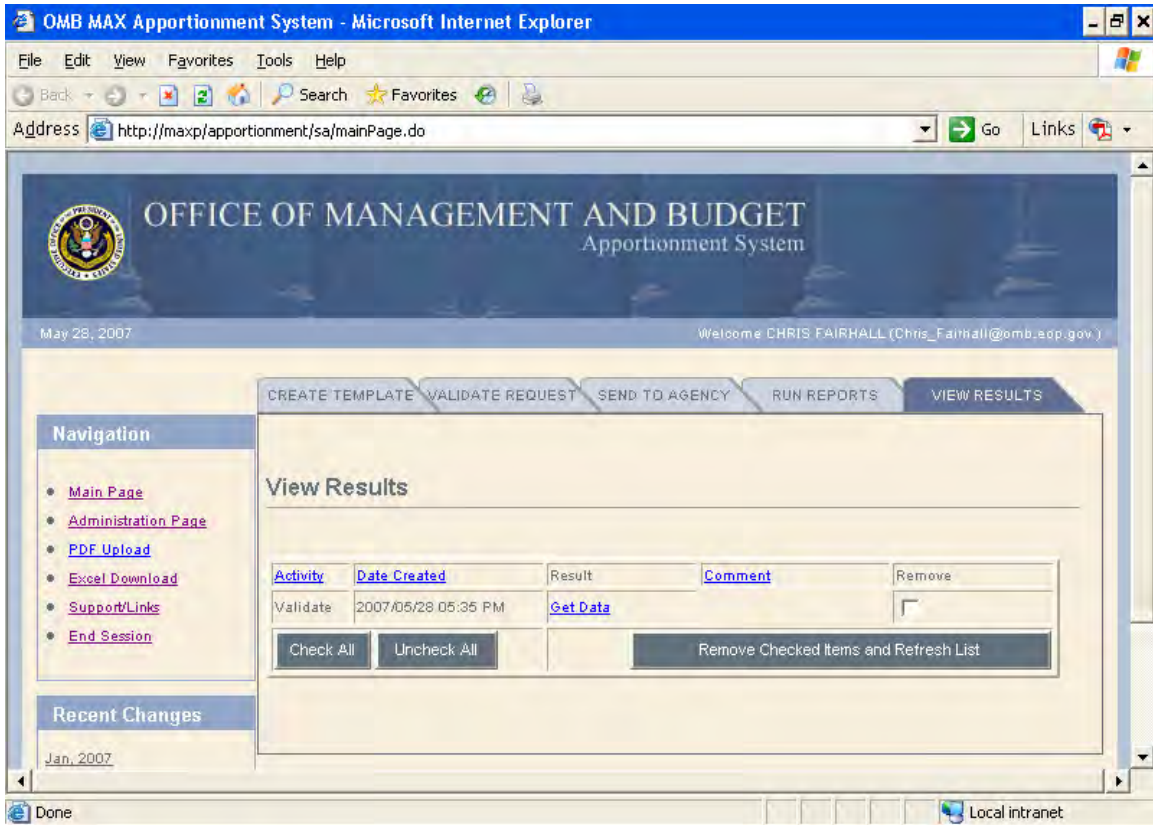 OMB MAX Apportionment System - Microsoft Internet Explorer
File Edit View Favorites Tools Help
Back Search Favorites
Address http://maxp/apportionment/sa/mainPage.do Go Links
OFFICE OF MANAGEMENT AND BUDGET
Apportionment System
May 28, 2007 Welcome CHRIS FAIRHALL (Chris_Fairhall@omb.eop.gov )
CREATE TEMPLATE VALIDATE REQUEST SEND TO AGENCY RUN REPORTS VIEW RESULTS
Navigation
Main Page
Administration Page
PDF Upload
Excel Download
Support/Links
End Session
Recent Changes
Jan, 2007
View Results
Activity Date Created Result Comment Remove
Validate 2007/05/28 05:35 PM Get Data
Check All Uncheck All Remove Checked Items and Refresh List
Done Local intranet